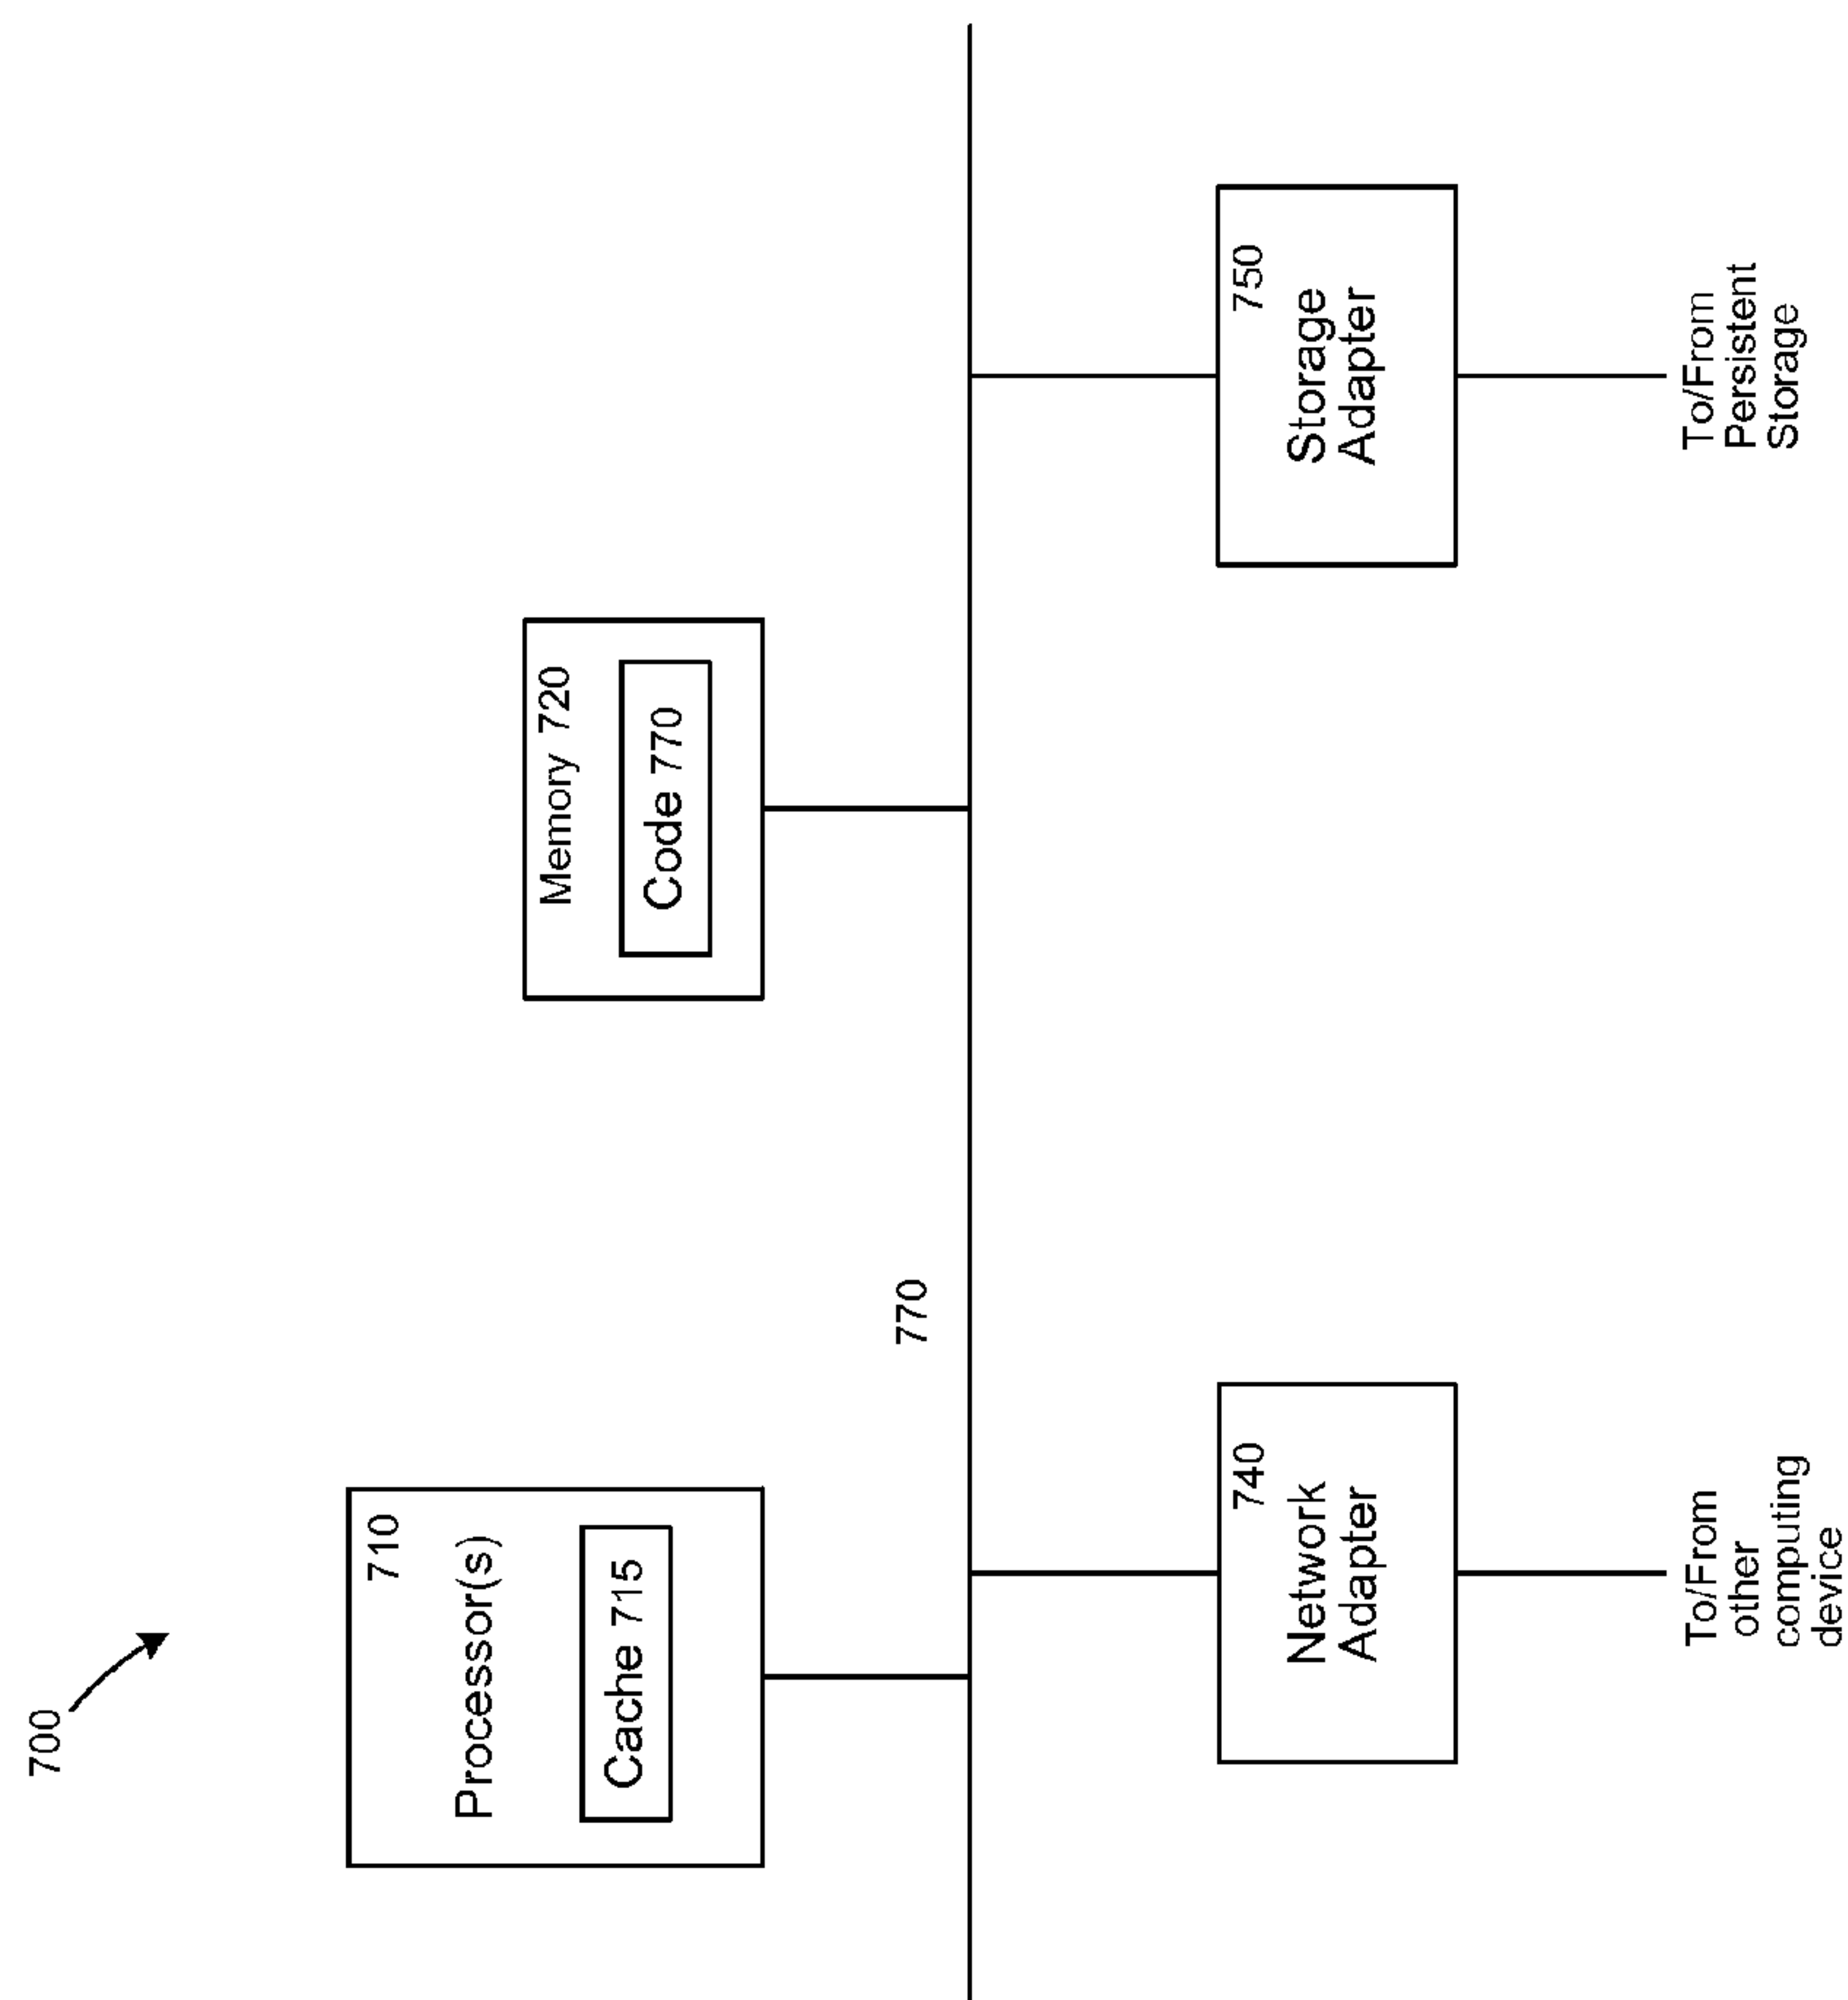 700
710
Processor(s)
Cache 715
Memory 720
Code 770
770
740
Network
Adapter
750
Storage
Adapter
To/From
other
computing
device
To/From
Persistent
Storage